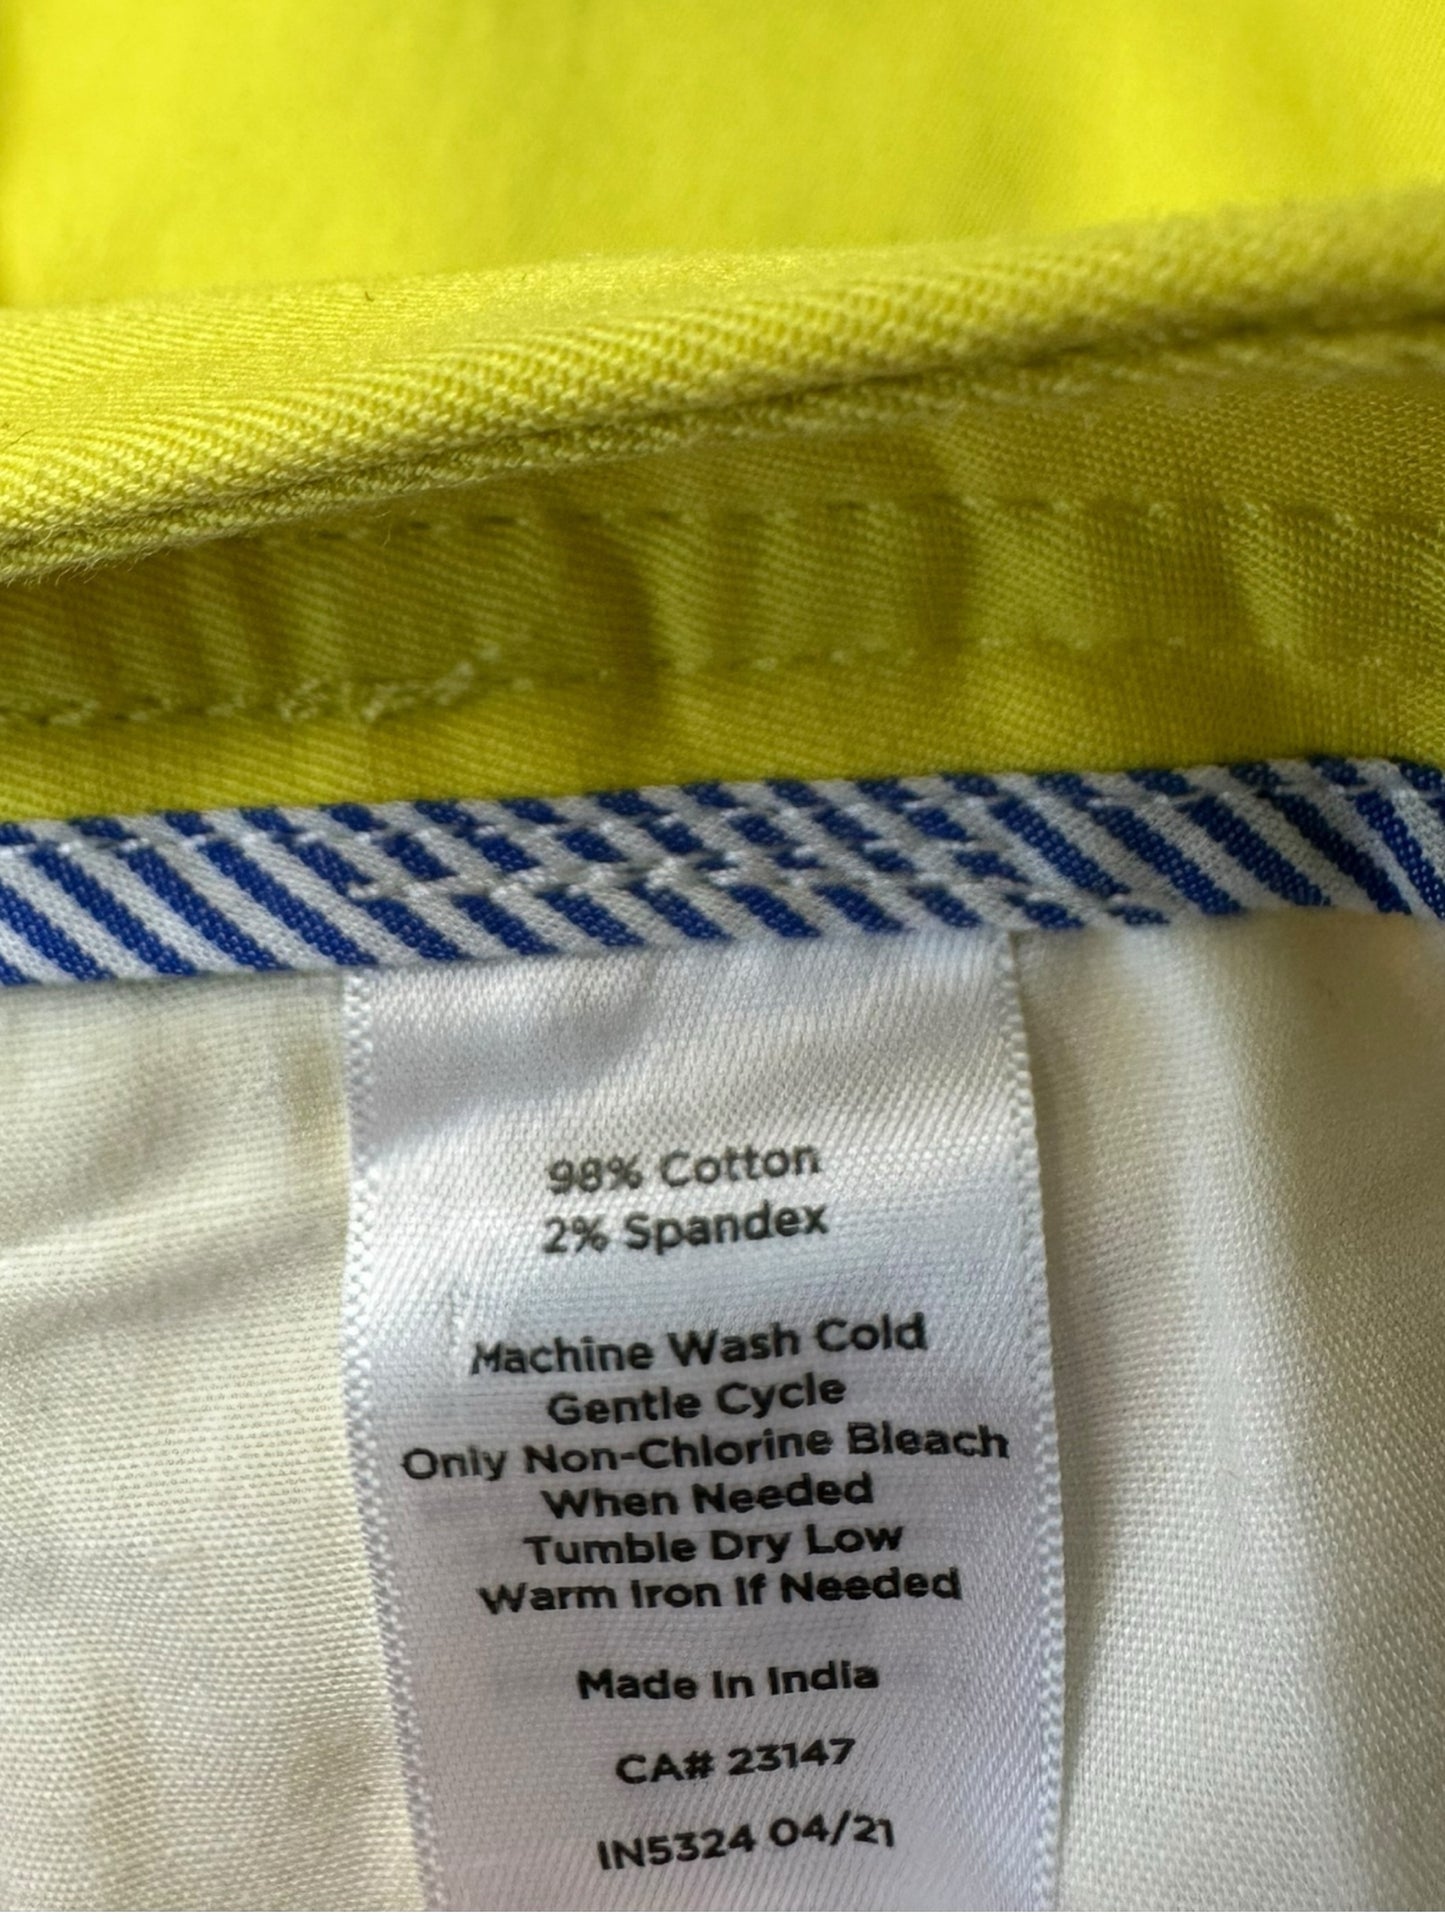 98% Cotton
2% Spandex
Machine Wash Cold
Gentle Cycle
Only Non-Chlorine Bleach
When Needed
Tumble Dry Low
Warm Iron If Needed
Made In India
CA# 23147
IN5324 04/21